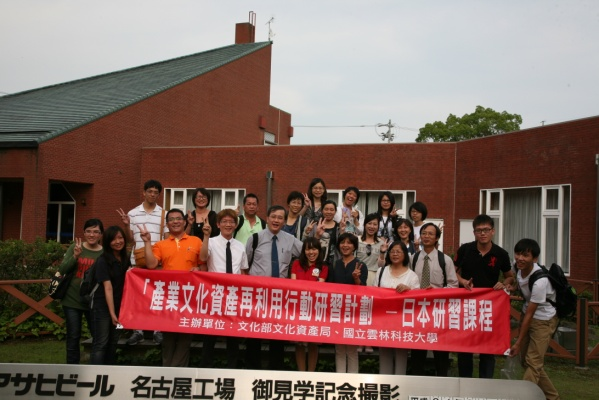 「產業文化資產再利用行動研習計劃 －日本研習課程
主辦單位：文化部文化資產局、國立雲林科技大學
アサヒビール 名古屋工場 御見学記念撮影